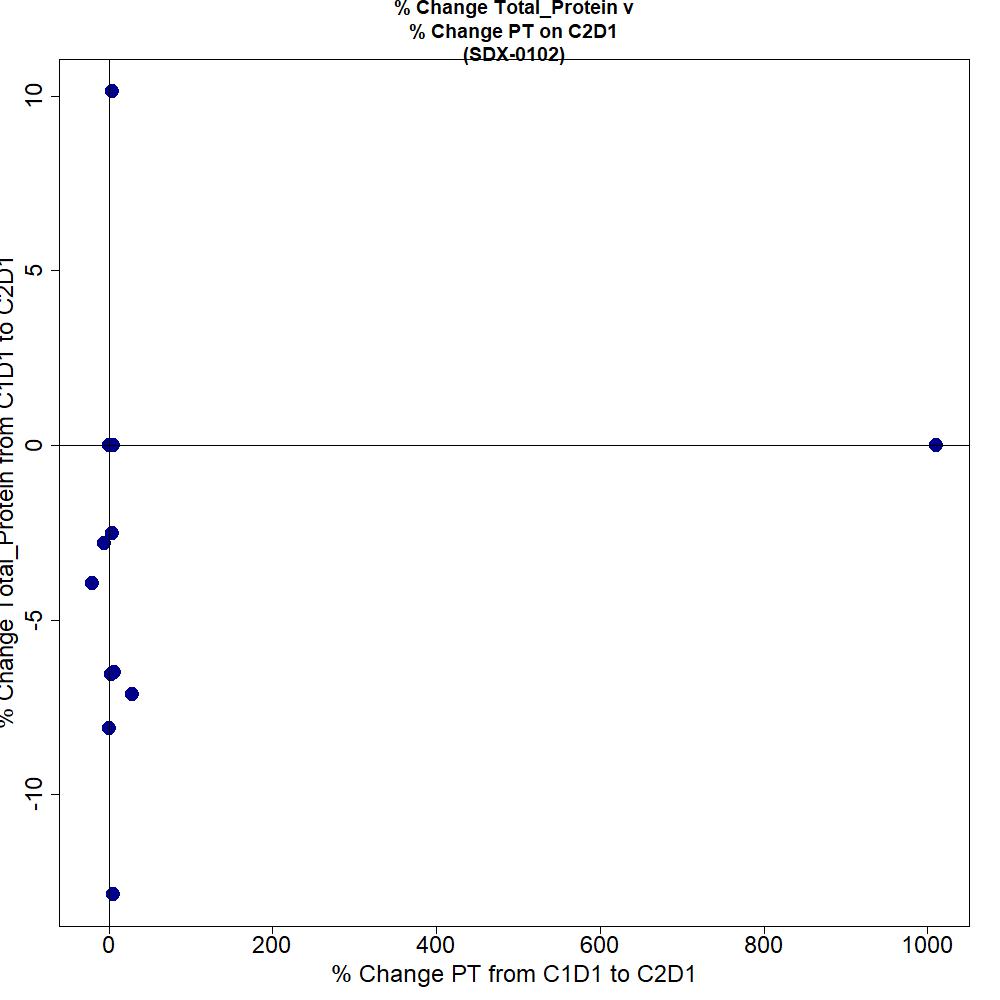 % Change Total_Protein v
% Change PT on C2D1
(SDX-0102)
% Change Total_Protein from C1D1 to C2D1
10
5
0
-5
-10
0
200
400
600
800
1000
% Change PT from C1D1 to C2D1